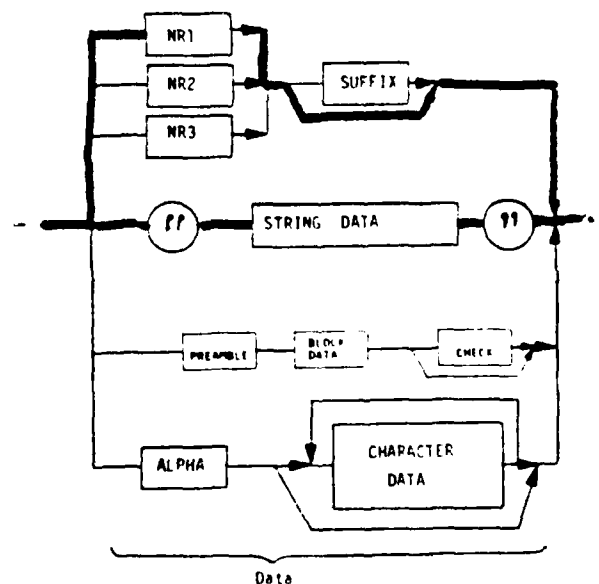 NR1
NR2
SUFFIX
NR3
" STRING DATA "
PREAMBLE
BLOCK
DATA
CHECK
ALPHA
CHARACTER
DATA
Data